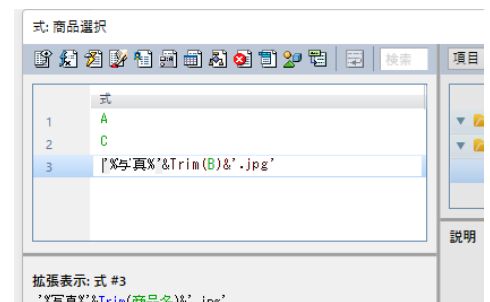 式: 商品選択
検索
項目
式
1 A
2 C
3 '%写真%'&Trim(B)&'.jpg'
説明
拡張表示: 式 #3
'%写真%'&Trim(商品名)&'.jpg'